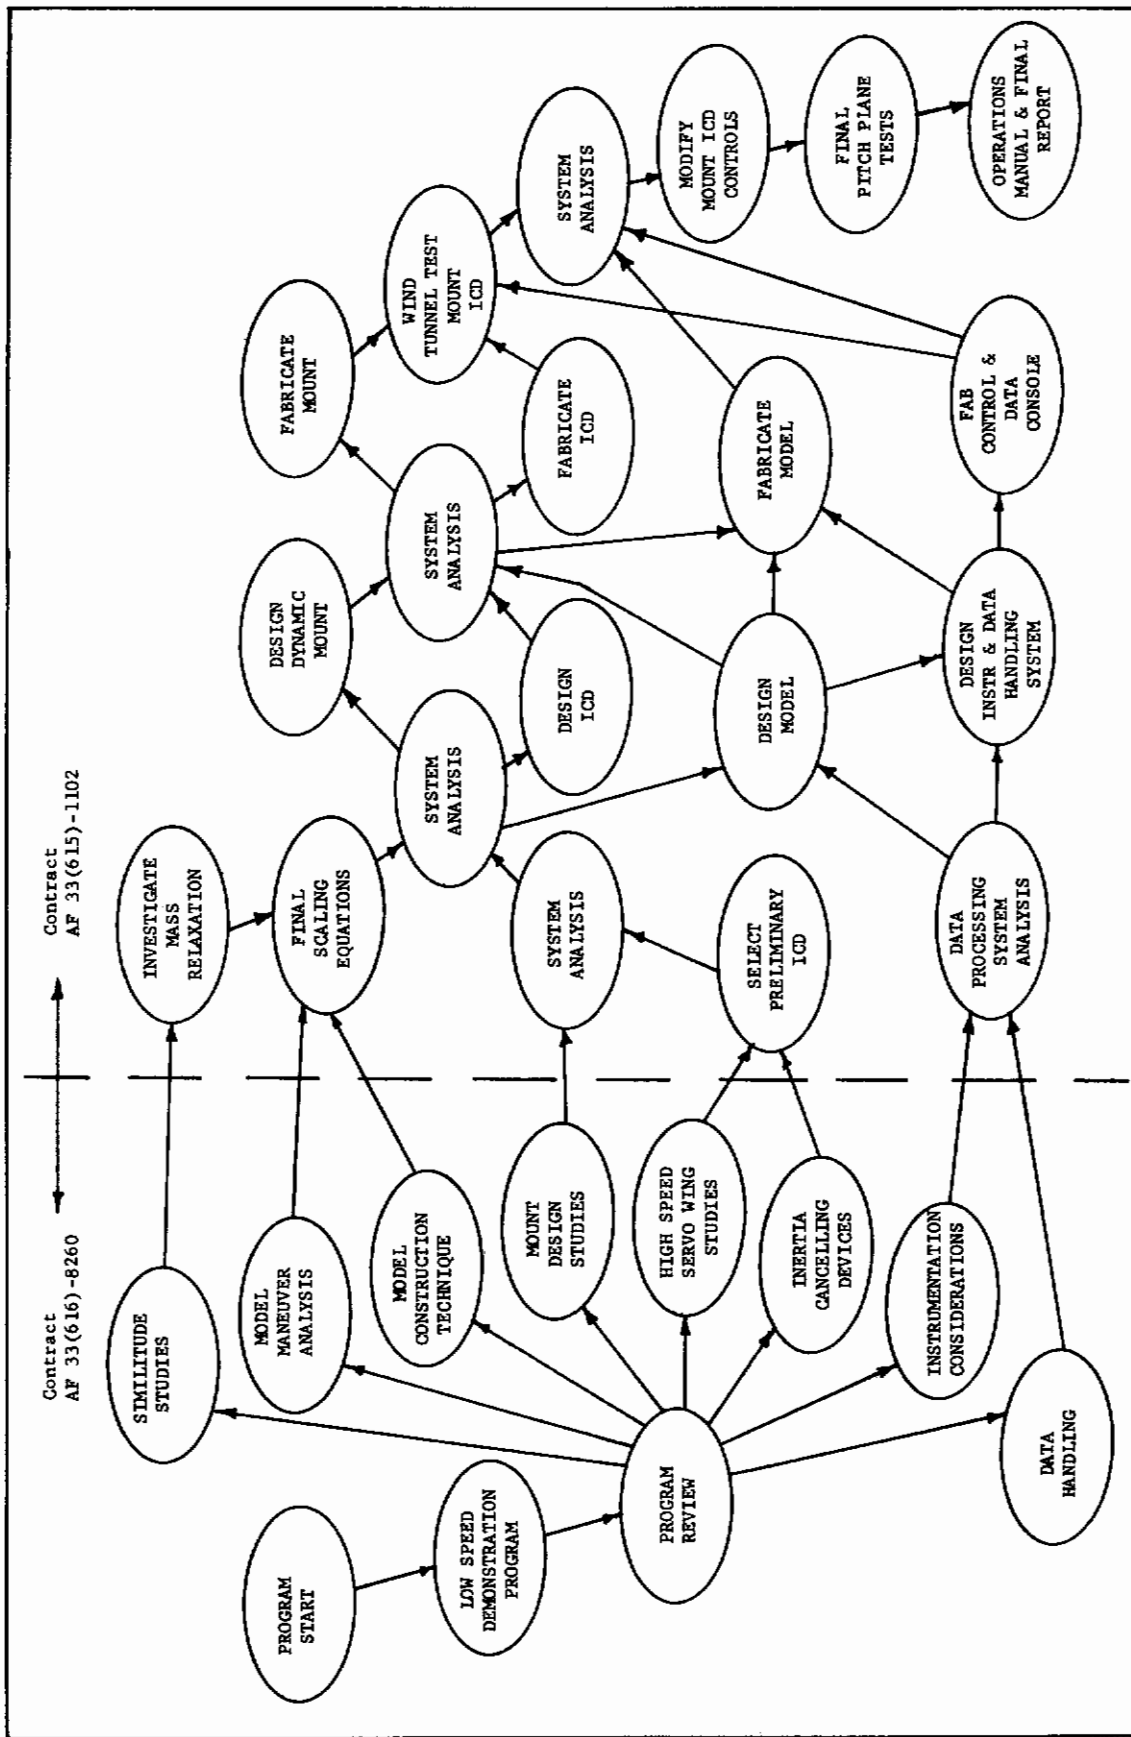 Contract
AF 33(616)-8260
Contract
AF 33(615)-1102
PROGRAM
START
LOW SPEED
DEMONSTRATION
PROGRAM
PROGRAM
REVIEW
SIMILITUDE
STUDIES
MODEL
MANEUVER
ANALYSIS
MODEL
CONSTRUCTION
TECHNIQUE
MOUNT
DESIGN
STUDIES
HIGH SPEED
SERVO WING
STUDIES
INERTIA
CANCELLING
DEVICES
INSTRUMENTATION
CONSIDERATIONS
DATA
HANDLING
INVESTIGATE
MASS
RELAXATION
FINAL
SCALING
EQUATIONS
SYSTEM
ANALYSIS
SELECT
PRELIMINARY
ICD
DATA
PROCESSING
SYSTEM
ANALYSIS
SYSTEM
ANALYSIS
DESIGN
DYNAMIC
MOUNT
DESIGN
ICD
DESIGN
MODEL
DESIGN
INSTR & DATA
HANDLING
SYSTEM
SYSTEM
ANALYSIS
FABRICATE
MOUNT
FABRICATE
ICD
FABRICATE
MODEL
FAB
CONTROL &
DATA
CONSOLE
WIND
TUNNEL TEST
MOUNT
ICD
SYSTEM
ANALYSIS
MODIFY
MOUNT ICD
CONTROLS
FINAL
PITCH PLANE
TESTS
OPERATIONS
MANUAL & FINAL
REPORT